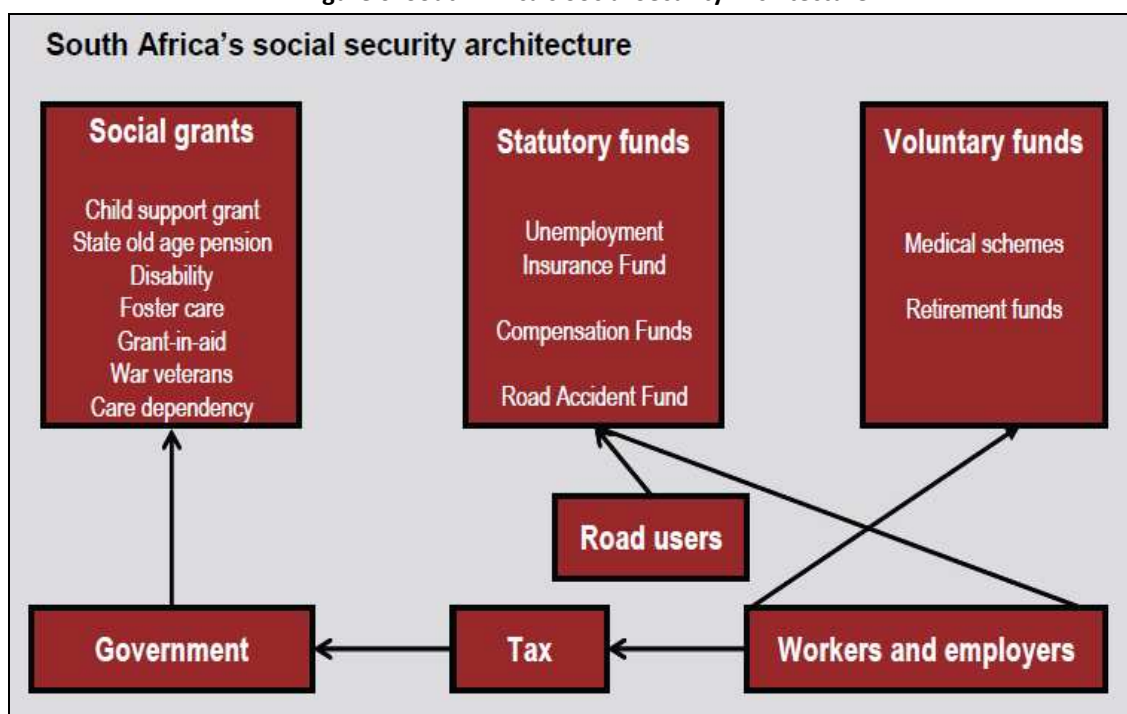 South Africa's social security architecture
Social grants
Child support grant
State old age pension
Disability
Foster care
Grant-in-aid
War veterans
Care dependency
Statutory funds
Unemployment
Insurance Fund
Compensation Funds
Road Accident Fund
Voluntary funds
Medical schemes
Retirement funds
Road users
Government
Tax
Workers and employers